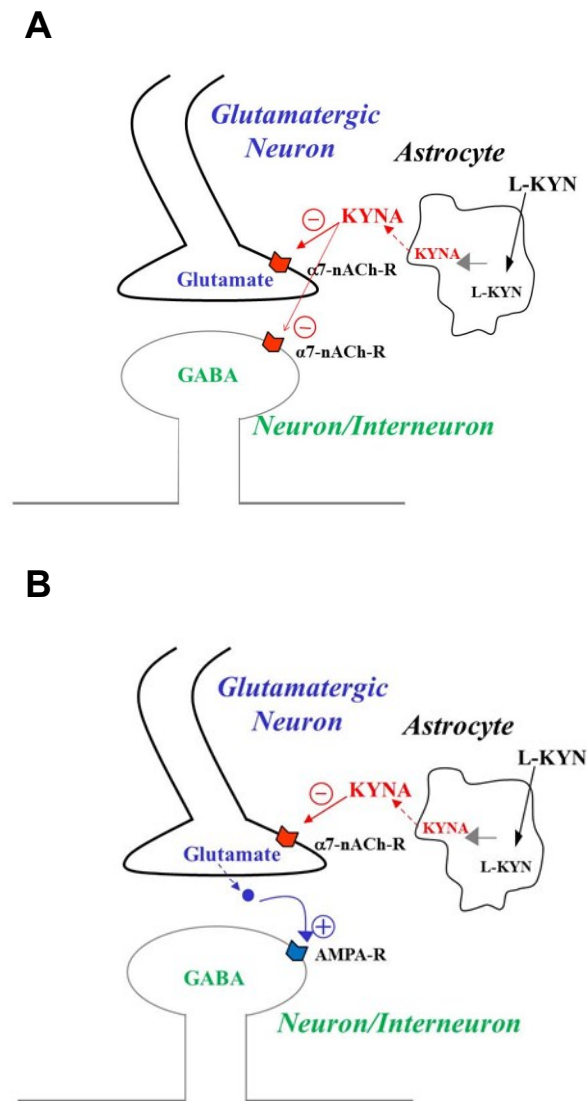 A
Glutamatergic
Neuron
Astrocyte
L-KYN
KYNA
−
KYNA
L-KYN
Glutamate
α7-nACh-R
−
α7-nACh-R
GABA
Neuron/Interneuron
B
Glutamatergic
Neuron
Astrocyte
L-KYN
KYNA
−
KYNA
L-KYN
α7-nACh-R
Glutamate
+
AMPA-R
GABA
Neuron/Interneuron